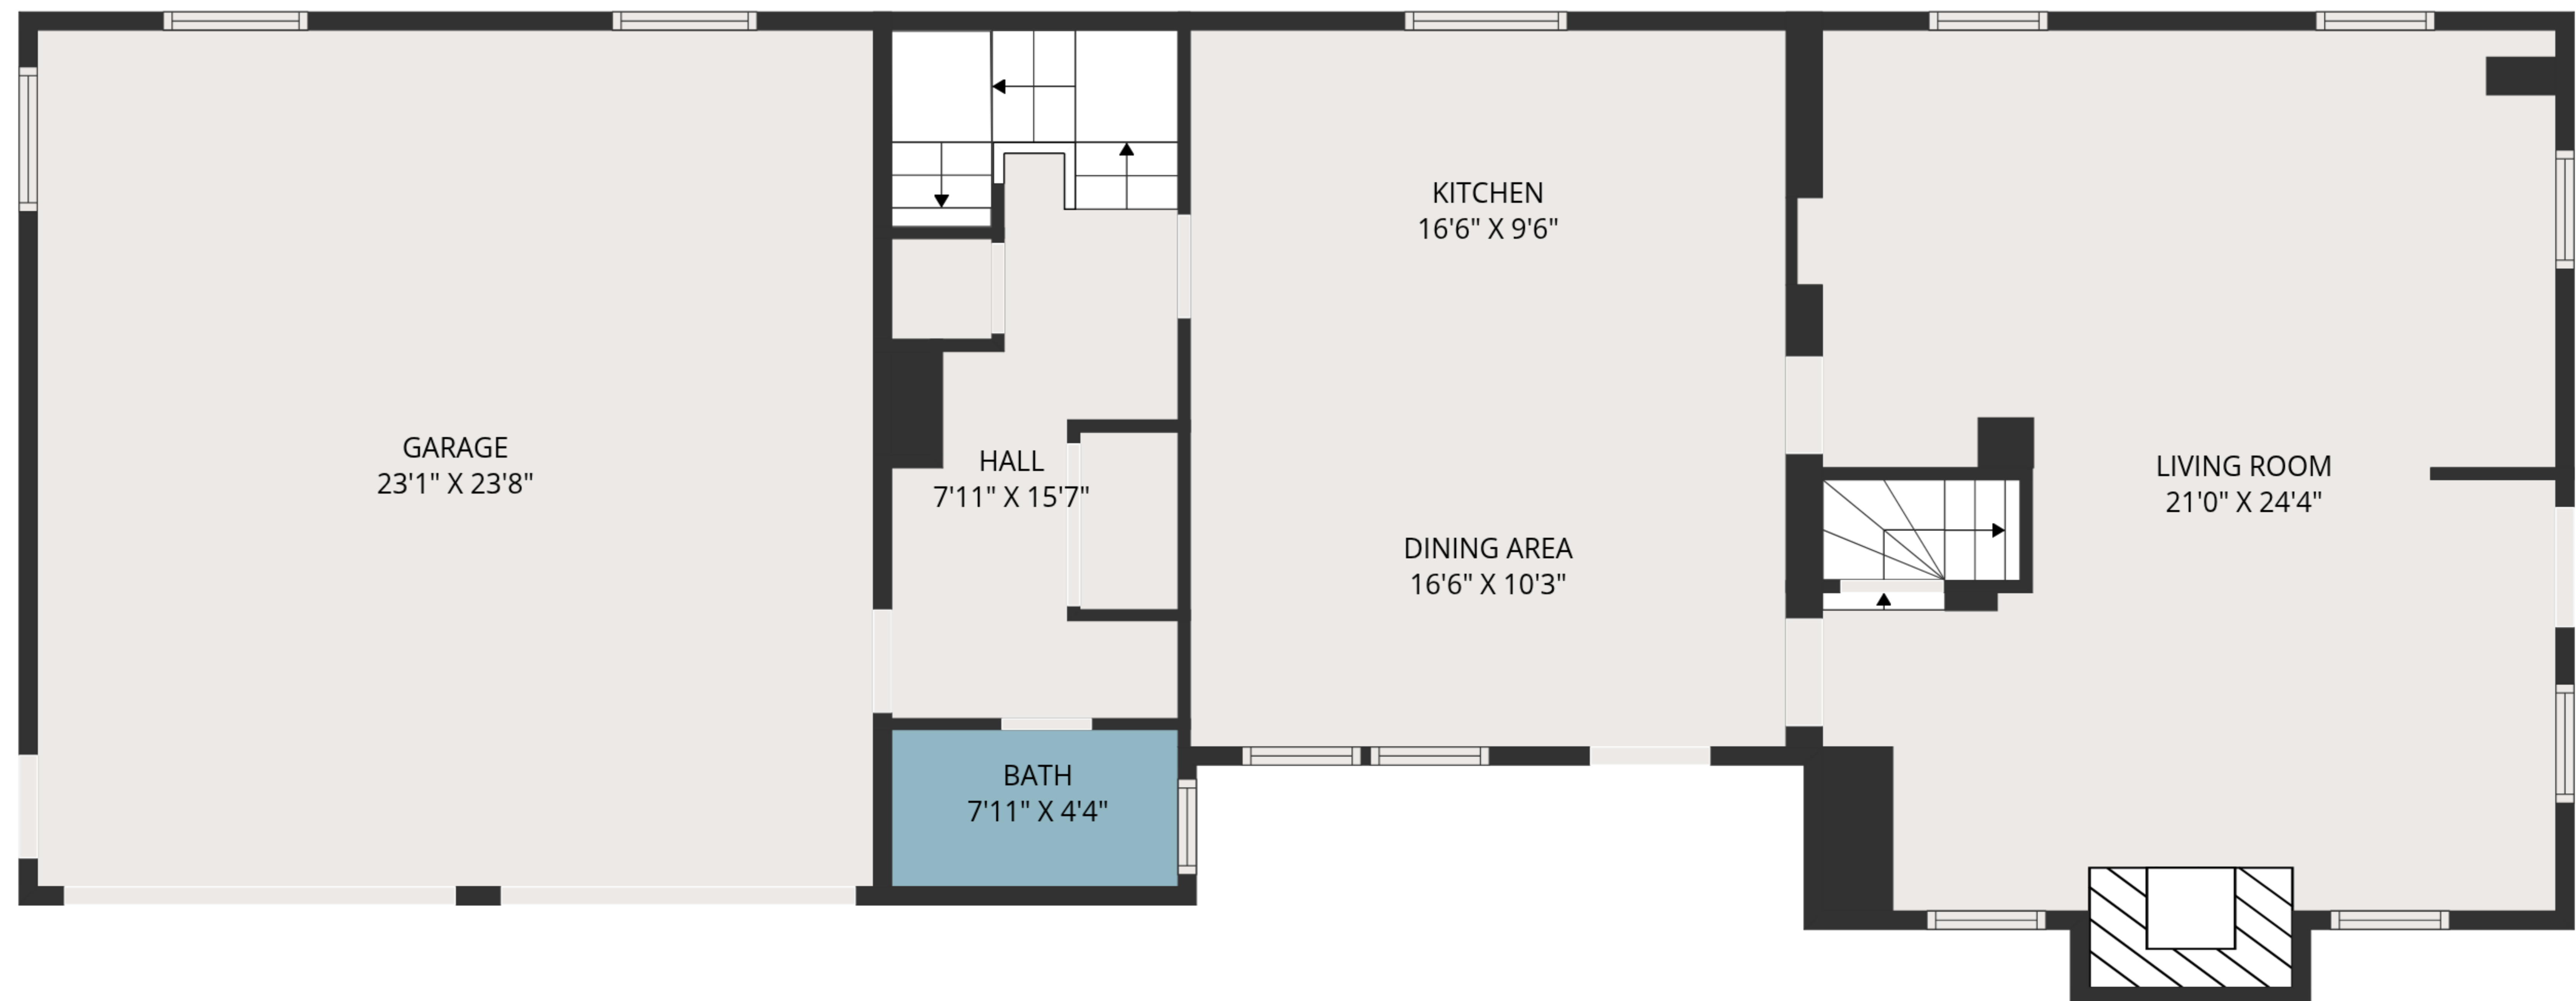 GARAGE
23'1" X 23'8"
HALL
7'11" X 15'7"
BATH
7'11" X 4'4"
KITCHEN
16'6" X 9'6"
DINING AREA
16'6" X 10'3"
LIVING ROOM
21'0" X 24'4"